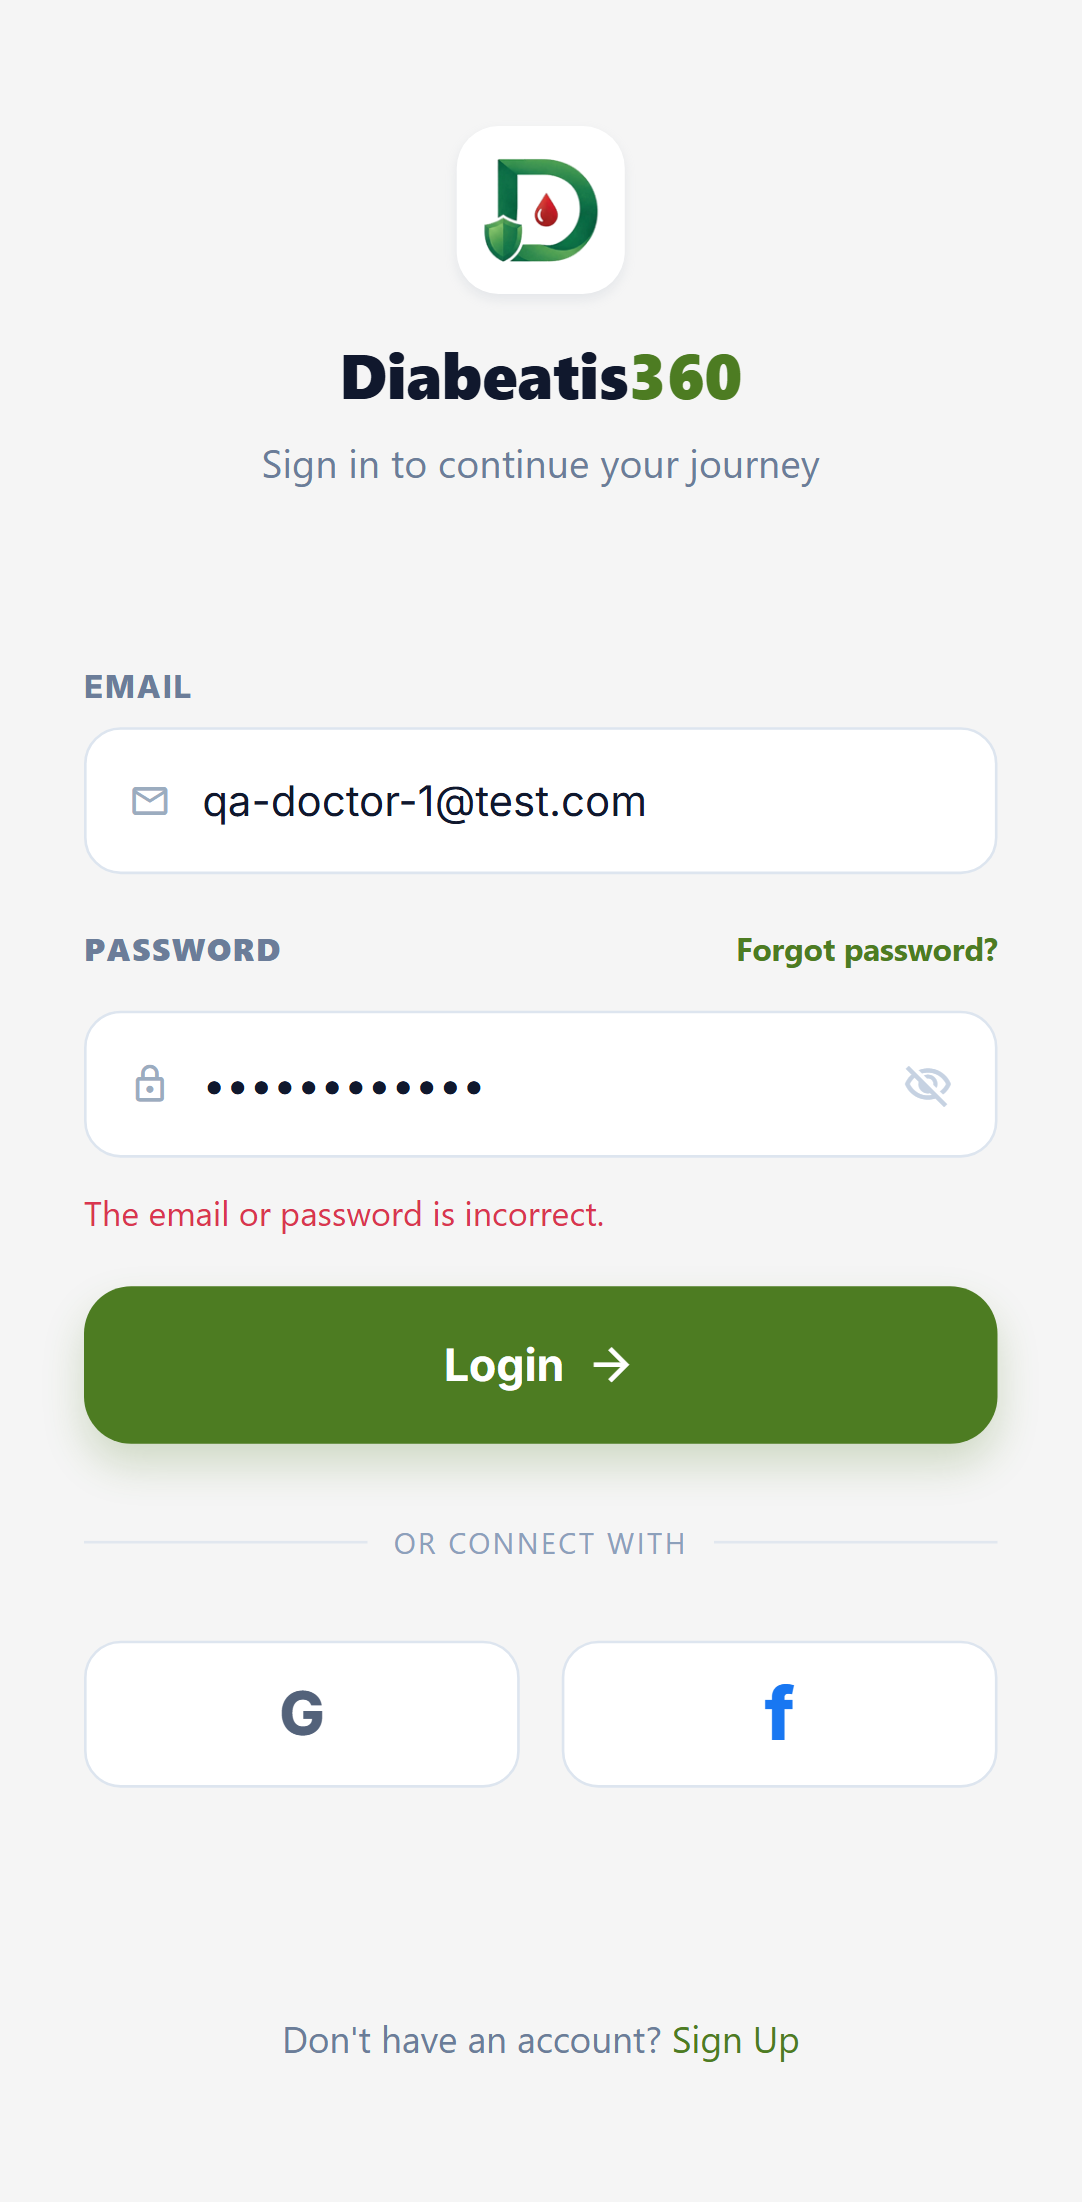 Diabeatis360
Sign in to continue your journey
EMAIL
qa-doctor-1@test.com
PASSWORD Forgot password?
••••••••••••
The email or password is incorrect.
Login →
OR CONNECT WITH
G f
Don't have an account? Sign Up